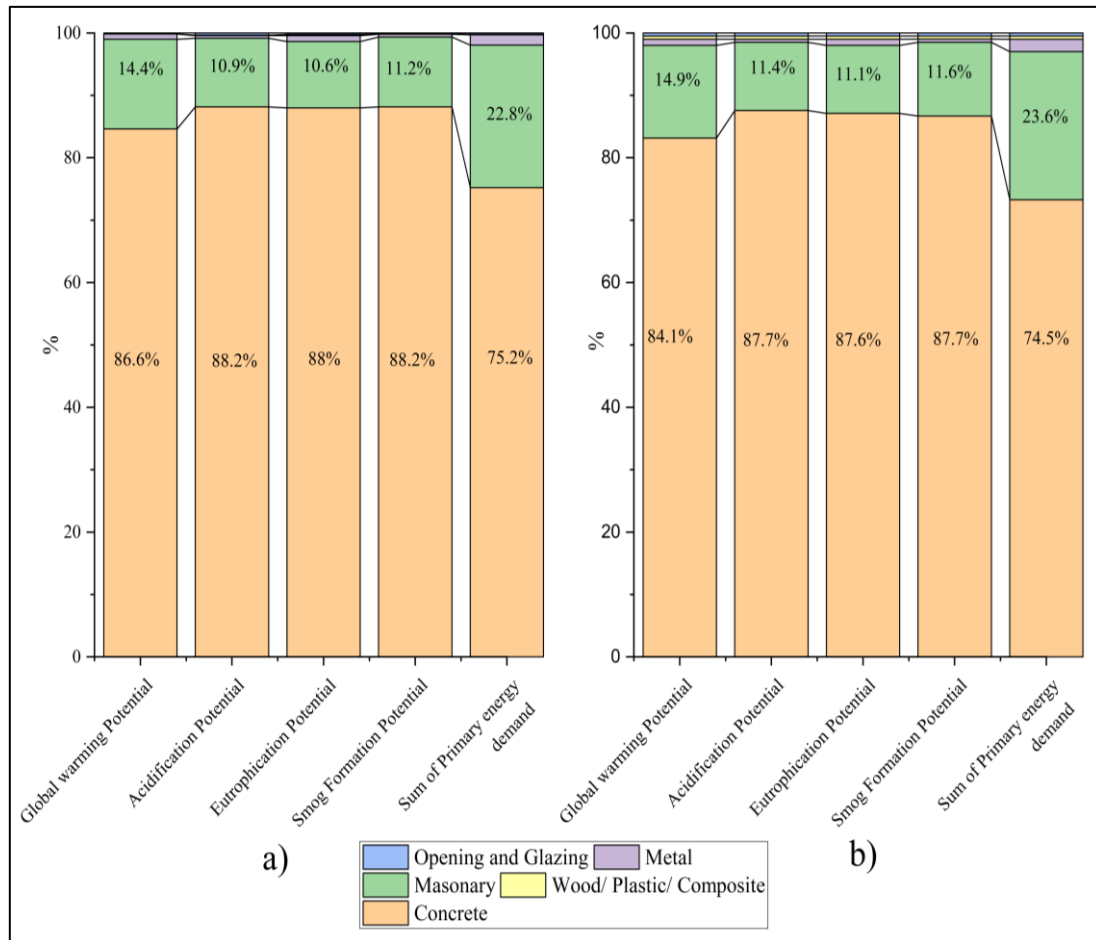 100
14.4%
10.9%
10.6%
11.2%
22.8%
80
60
%
86.6%
88.2%
88%
88.2%
75.2%
40
20
0
Global warming Potential
Acidification Potential
Eutrophication Potential
Smog Formation Potential
Sum of Primary energy
demand
a)
100
14.9%
11.4%
11.1%
11.6%
23.6%
80
60
%
84.1%
87.7%
87.6%
87.7%
74.5%
40
20
0
Global warming Potential
Acidification Potential
Eutrophication Potential
Smog Formation Potential
Sum of Primary energy
demand
b)
Opening and Glazing Metal
Masonary Wood/ Plastic/ Composite
Concrete